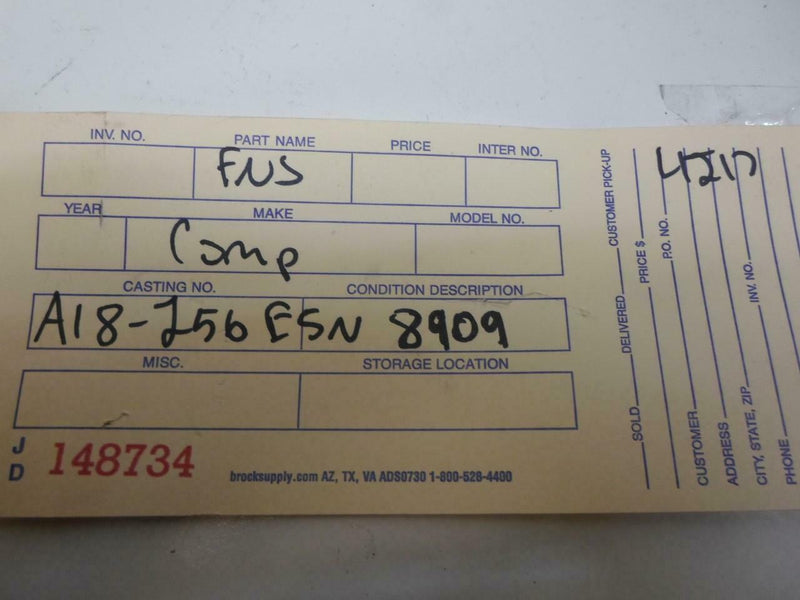 INV. NO. PART NAME PRICE INTER NO.
FNS
YEAR MAKE MODEL NO.
Comp
CASTING NO. CONDITION DESCRIPTION
A18-256 ESN 8909
MISC. STORAGE LOCATION
JD 148734
brocksupply.com AZ, TX, VA ADS0730 1-800-528-4400
SOLD DELIVERED CUSTOMER PICK-UP
PRICE $
P.O. NO.
CUSTOMER
ADDRESS
CITY, STATE, ZIP INV. NO.
PHONE